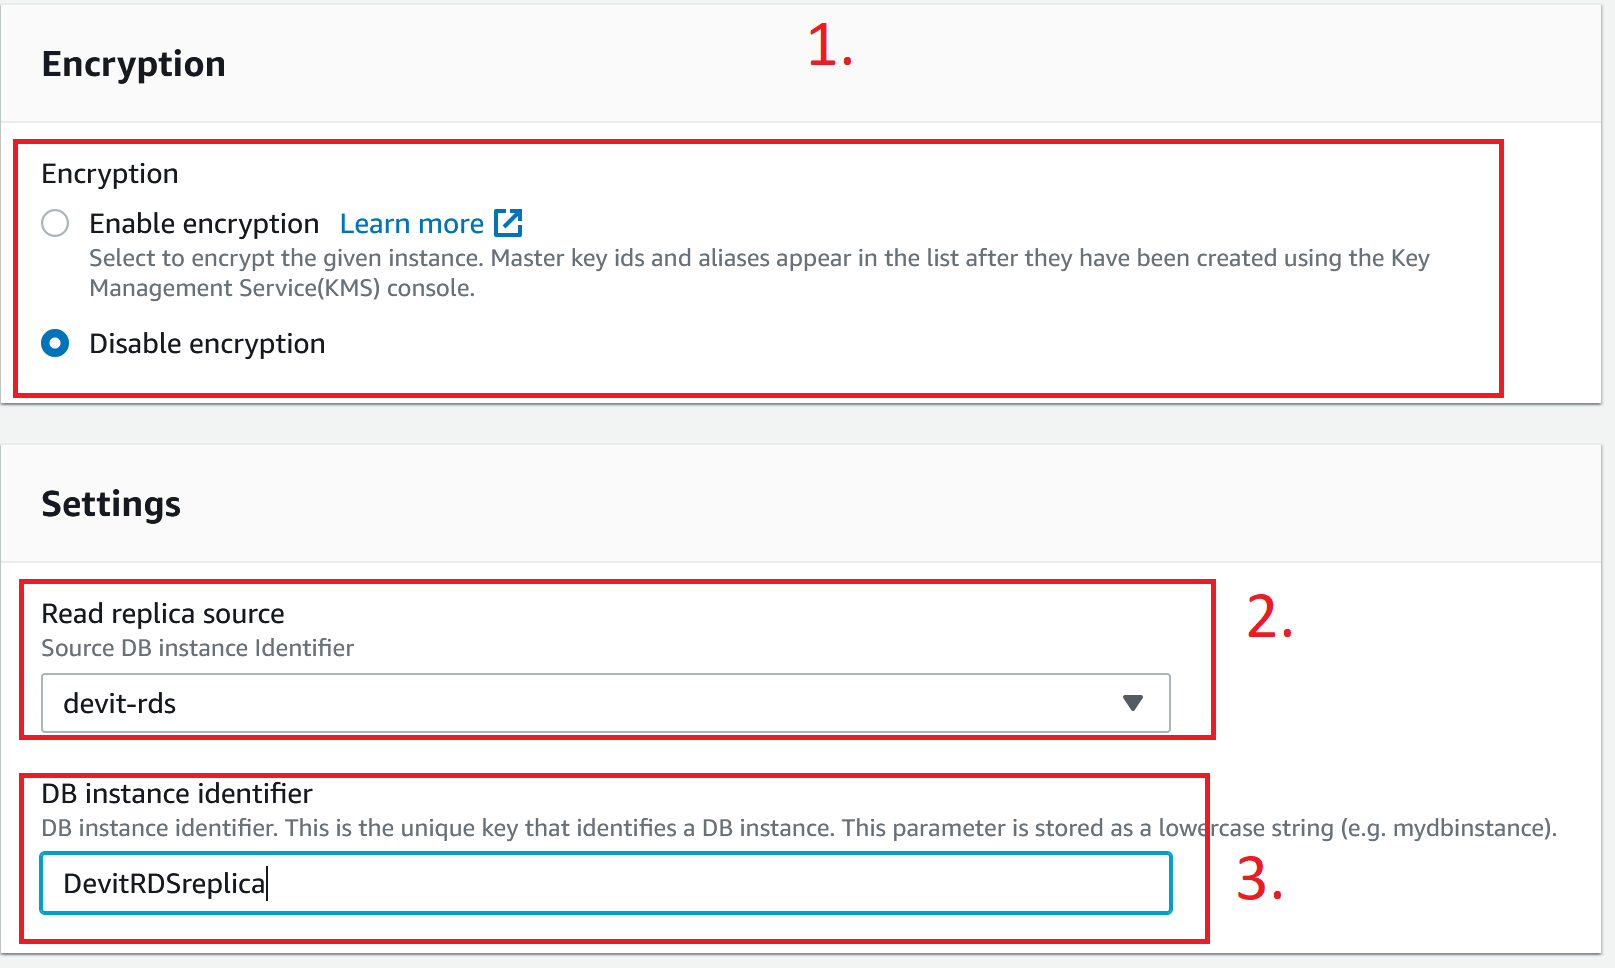 Encryption
1.
Encryption
Enable encryption Learn more
Select to encrypt the given instance. Master key ids and aliases appear in the list after they have been created using the Key
Management Service(KMS) console.
Disable encryption
Settings
Read replica source
2.
Source DB instance Identifier
devit-rds
DB instance identifier
DB instance identifier. This is the unique key that identifies a DB instance. This parameter is stored as a lowercase string (e.g. mydbinstance).
DevitRDSreplica
3.